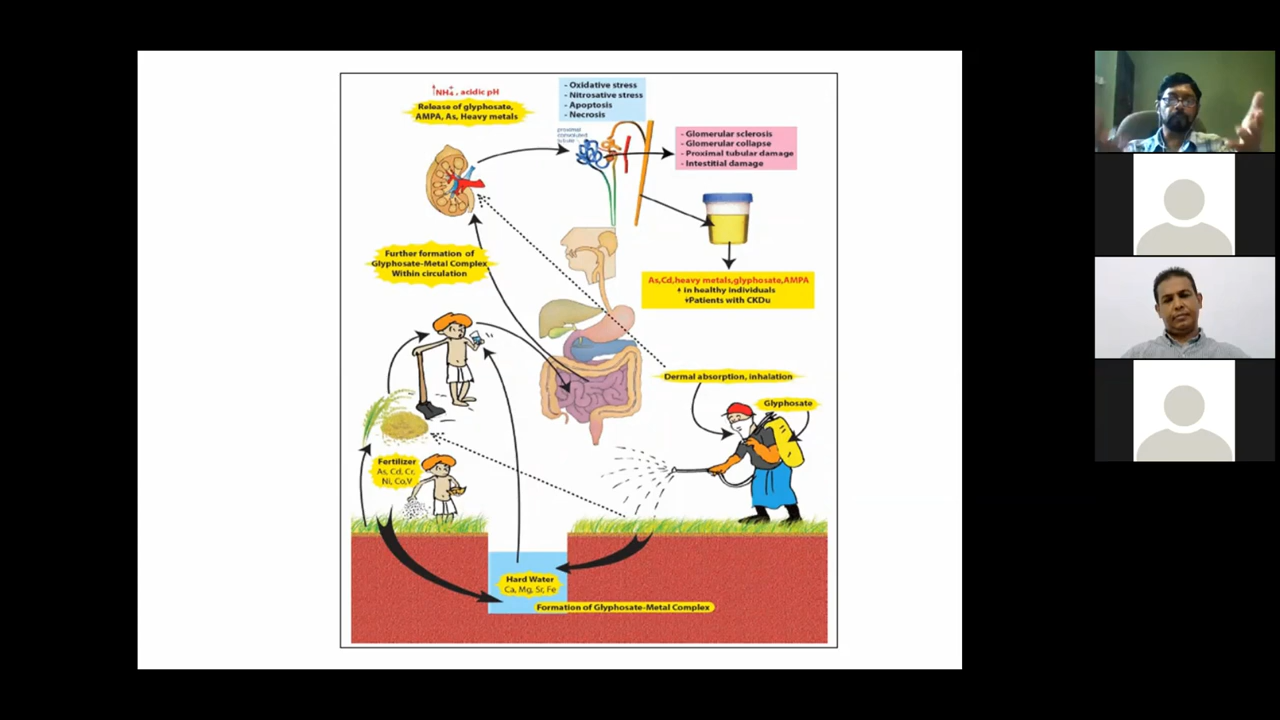 ↑NH4+, acidic pH
Release of glyphosate,
AMPA, As, Heavy metals
- Oxidative stress
- Nitrosative stress
- Apoptosis
- Necrosis
proximal
convoluted
- Glomerular sclerosis
- Glomerular collapse
- Proximal tubular damage
- Intestitial damage
Further formation of
Glyphosate-Metal Complex
Within circulation
As,Cd,heavy metals,glyphosate,AMPA
in healthy individuals
Patients with CKDu
Dermal absorption, inhalation
Glyphosate
Fertilizer
As, Cd, Cr,
Ni, Co,V
Hard Water
Ca, Mg, Sr, Fe
Formation of Glyphosate-Metal Complex